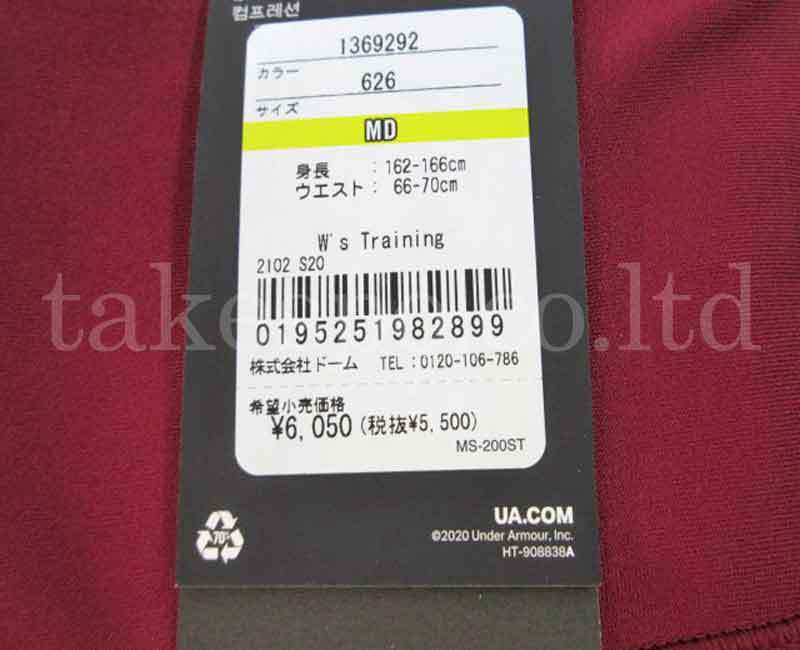 컴프레션
1369292
カラー
626
サイズ
MD
身長 : 162-166cm
ウエスト : 66-70cm
W's Training
2102 S20
0195251982899
株式会社ドーム TEL:0120-106-786
希望小売価格
¥6,050(税抜¥5,500)
MS-200ST
70%
UA.COM
©2020 Under Armour, Inc.
HT-908838A